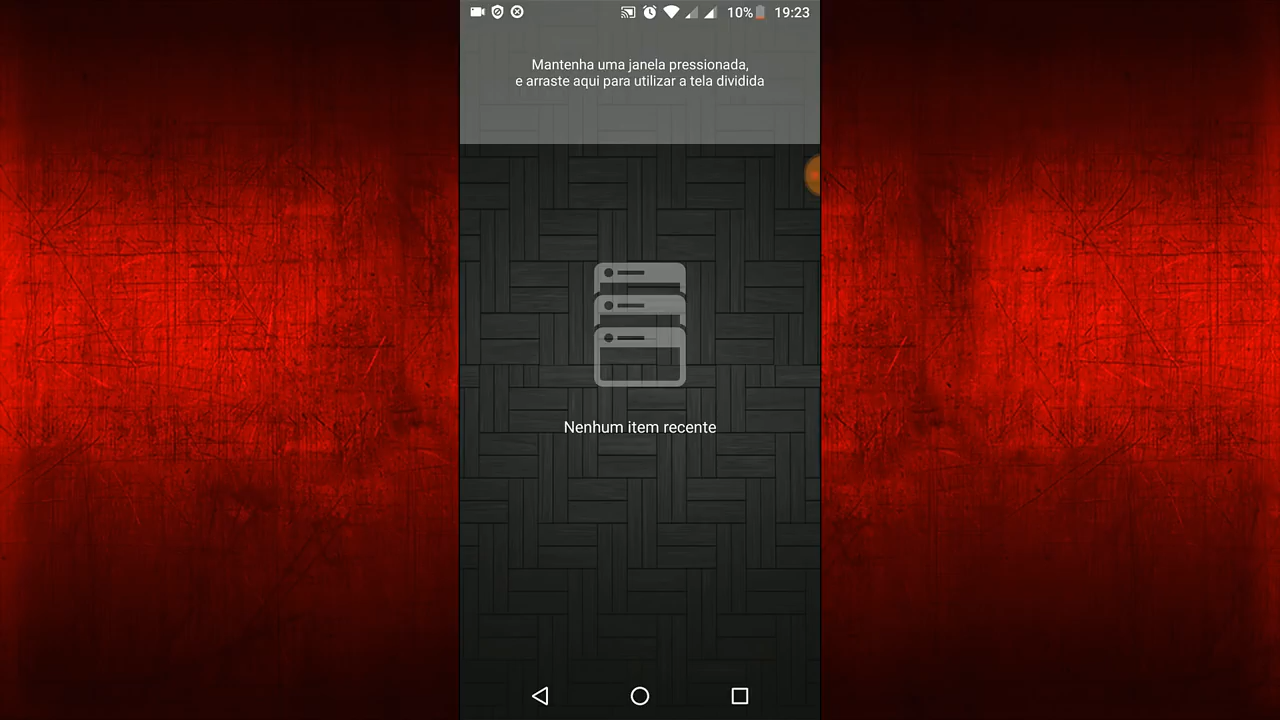 10% 19:23
Mantenha uma janela pressionada,
e arraste aqui para utilizar a tela dividida
Nenhum item recente